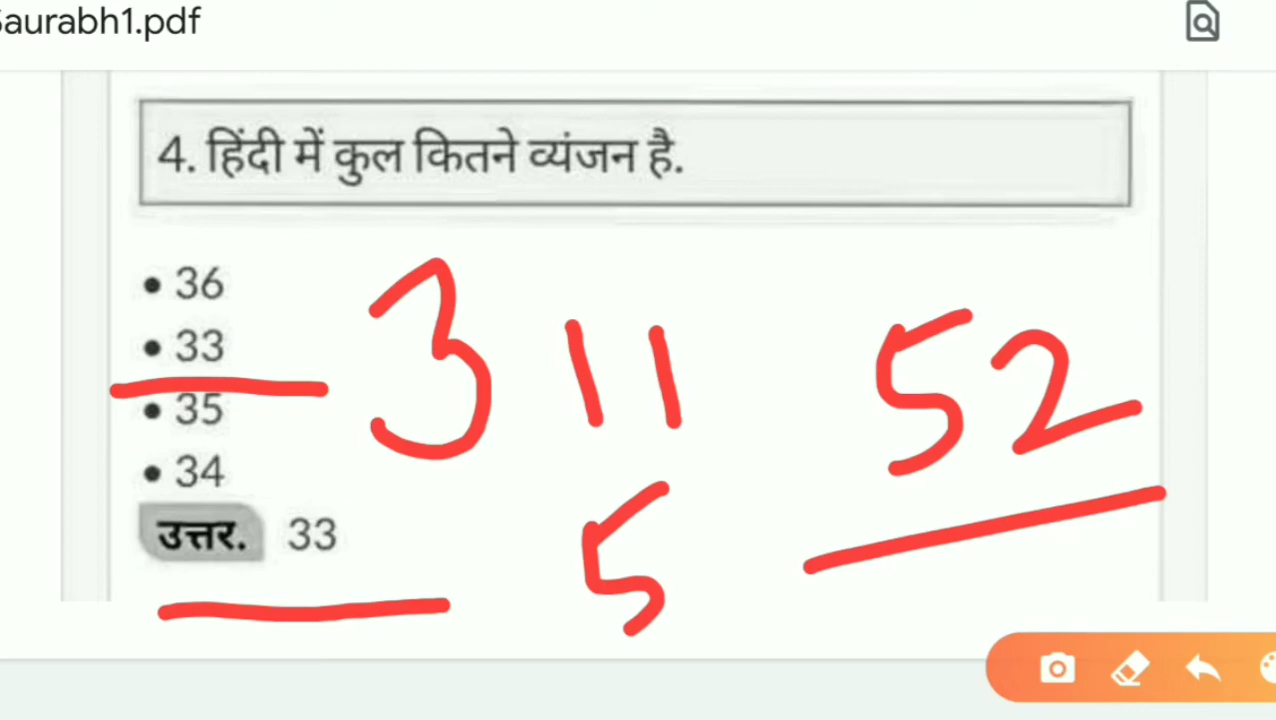 Saurabh1.pdf
4. हिंदी में कुल कितने व्यंजन है.
• 36
• 33
• 35
• 34
उत्तर. 33
3 11 52
5